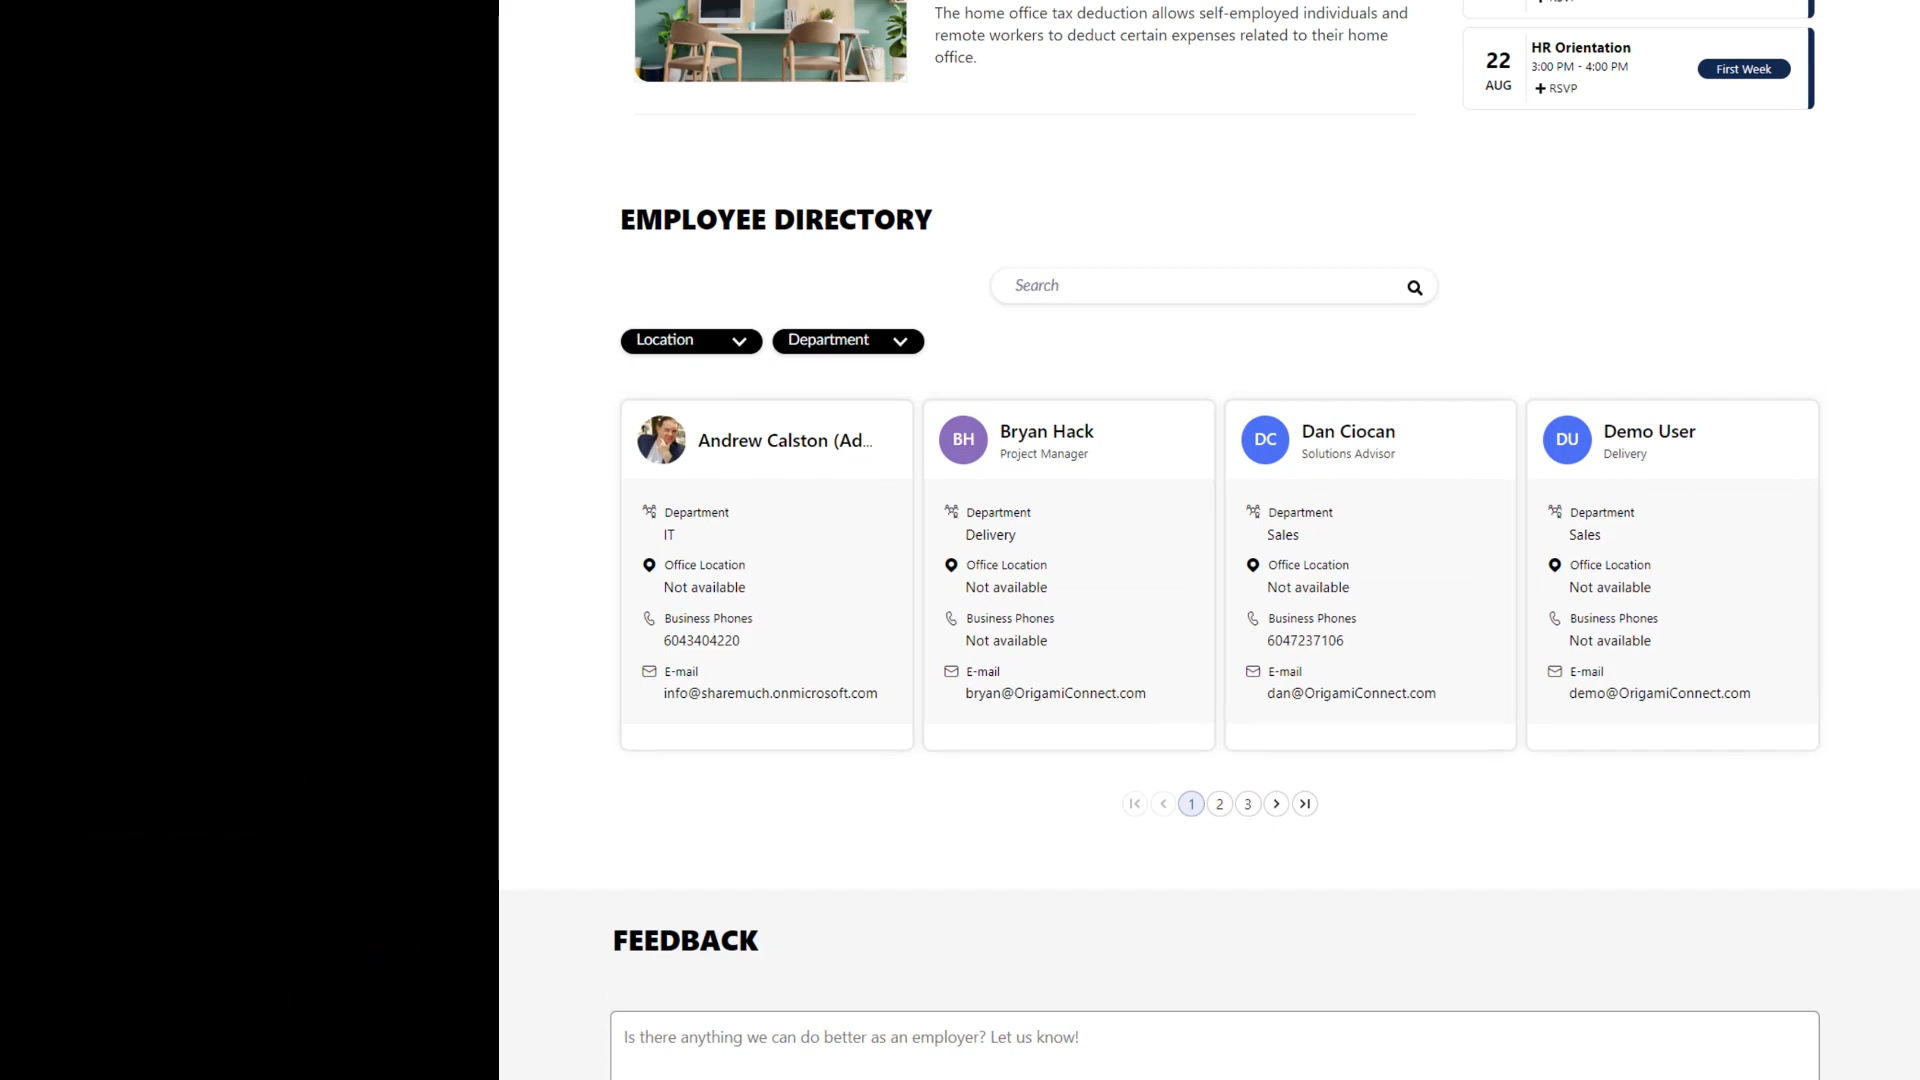 The home office tax deduction allows self-employed individuals and
remote workers to deduct certain expenses related to their home
office.
22
AUG
HR Orientation
3:00 PM - 4:00 PM
RSVP
First Week
EMPLOYEE DIRECTORY
Search
Location
Department
Andrew Calston (Ad...
Department
IT
Office Location
Not available
Business Phones
6043404220
E-mail
info@sharemuch.onmicrosoft.com
BH
Bryan Hack
Project Manager
Department
Delivery
Office Location
Not available
Business Phones
Not available
E-mail
bryan@OrigamiConnect.com
DC
Dan Ciocan
Solutions Advisor
Department
Sales
Office Location
Not available
Business Phones
6047237106
E-mail
dan@OrigamiConnect.com
DU
Demo User
Delivery
Department
Sales
Office Location
Not available
Business Phones
Not available
E-mail
demo@OrigamiConnect.com
1 2 3
FEEDBACK
Is there anything we can do better as an employer? Let us know!